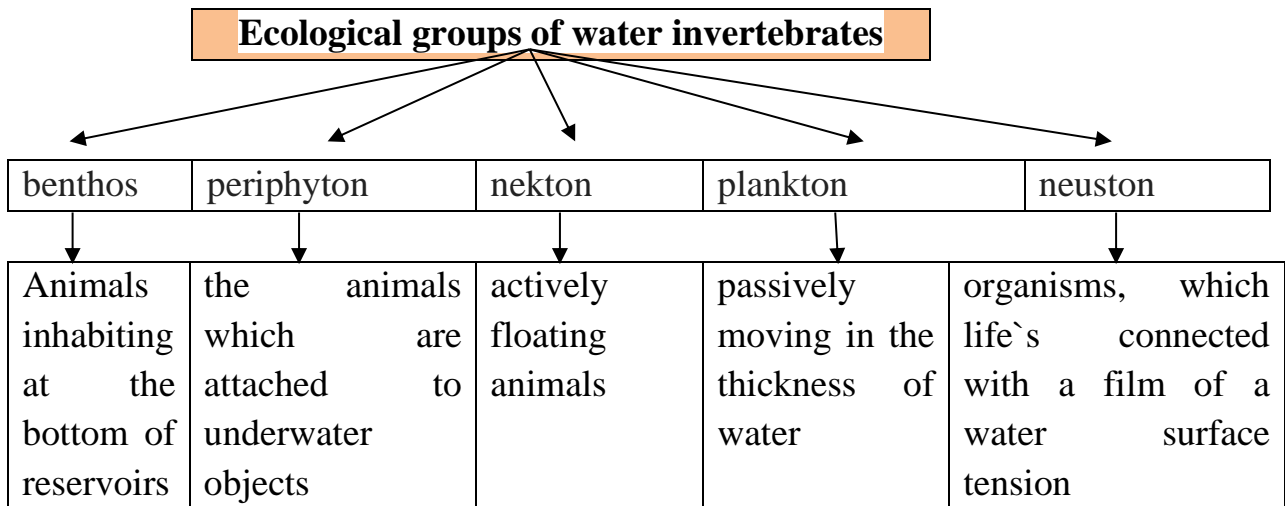 Ecological groups of water invertebrates
benthos
periphyton
nekton
plankton
neuston
Animals
inhabiting
at the
bottom of
reservoirs
the animals
which are
attached to
underwater
objects
actively
floating
animals
passively
moving in the
thickness of
water
organisms, which
life`s connected
with a film of a
water surface
tension